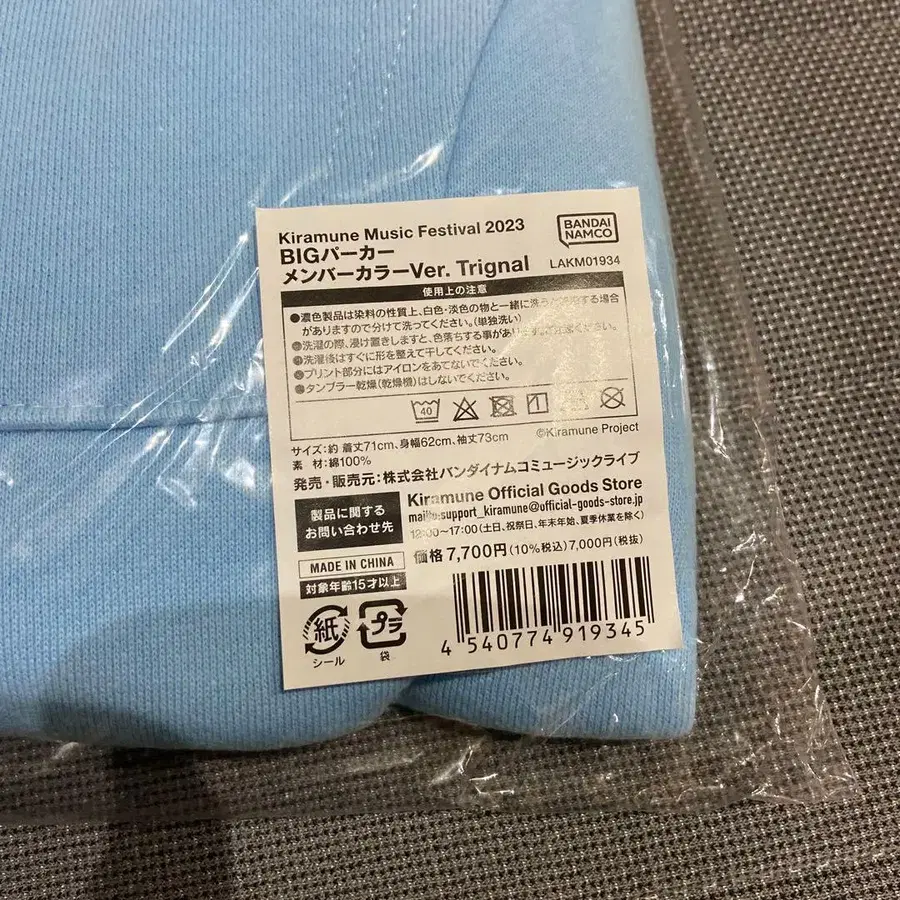 Kiramune Music Festival 2023
BIGパーカー
メンバーカラーVer. Trignal
BANDAI
NAMCO
LAKM01934
使用上の注意
●濃色製品は染料の性質上、白色・淡色の物と一緒に洗うと する場合
がありますので分けて洗ってください。(単独洗い)
●洗濯の際、浸け置きしますと、色落ちする事があります。ご注意ください。
●洗濯後はすぐに形を整えて干してください。
●プリント部分にはアイロンをあてないでください。
●タンブラー乾燥(乾燥機)はしないでください。
40
©Kiramune Project
サイズ:約 着丈71cm、身幅62cm、袖丈73cm
素 材:綿100%
発売・販売元:株式会社バンダイナムコミュージックライブ
製品に関する
お問い合わせ先
Kiramune Official Goods Store
mailto:support_kiramune@official-goods-store.jp
12:00〜17:00(土日、祝祭日、年末年始、夏季休業を除く)
価格7,700円(10%税込)7,000円(税抜)
MADE IN CHINA
対象年齢15才以上
紙
シール
プラ
袋
4 540774 919345